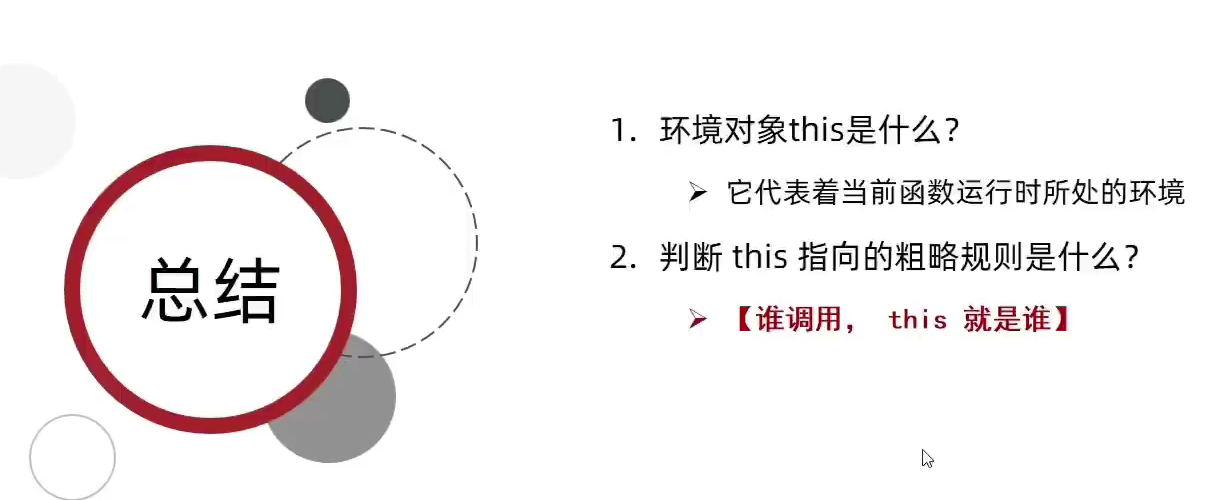 总结
1. 环境对象this是什么？
➢ 它代表着当前函数运行时所处的环境
2. 判断 this 指向的粗略规则是什么？
➢ 【谁调用， this 就是谁】